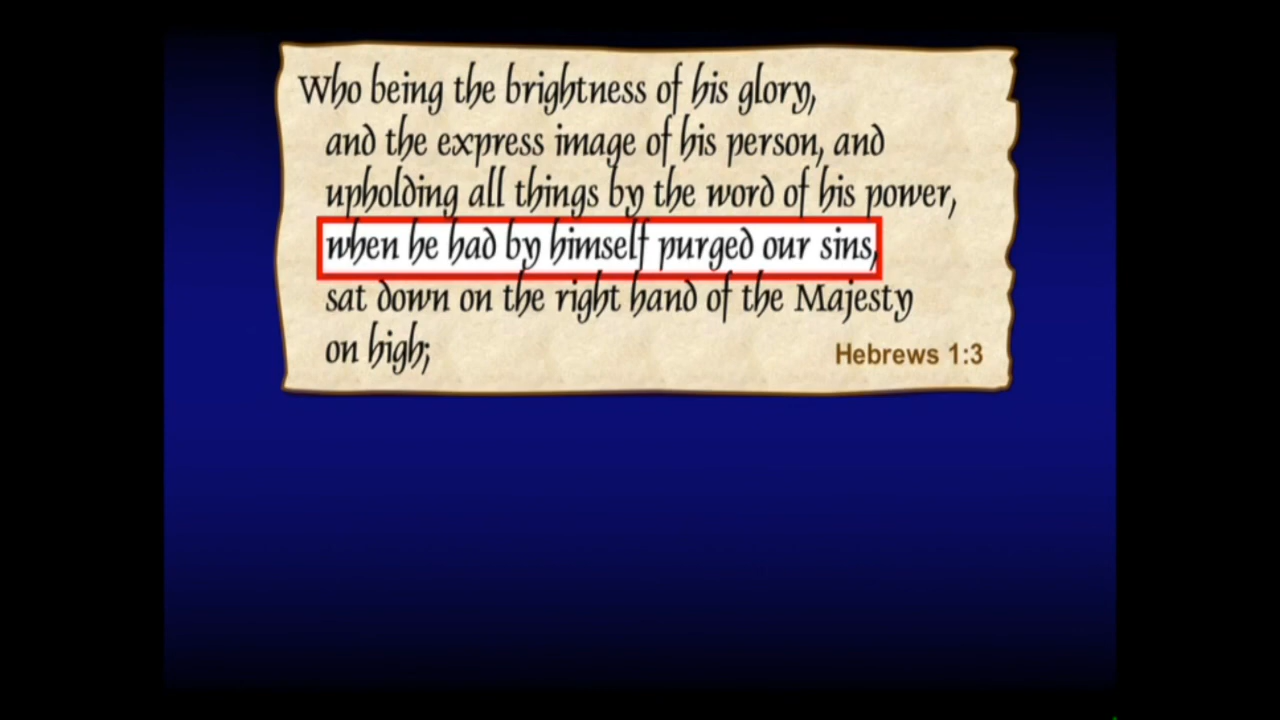 Who being the brightness of his glory,
and the express image of his person, and
upholding all things by the word of his power,
when he had by himself purged our sins,
sat down on the right hand of the Majesty
on high;
Hebrews 1:3